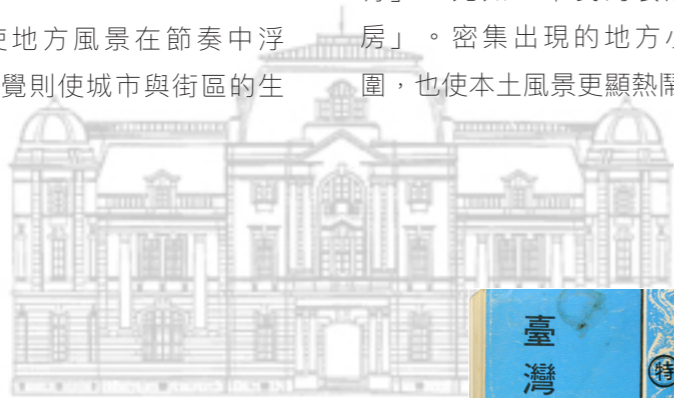 使地方風景在節奏中浮
覺則使城市與街區的生
房」。密集出現的地方小
圍,也使本土風景更顯熱鬧
臺灣
特